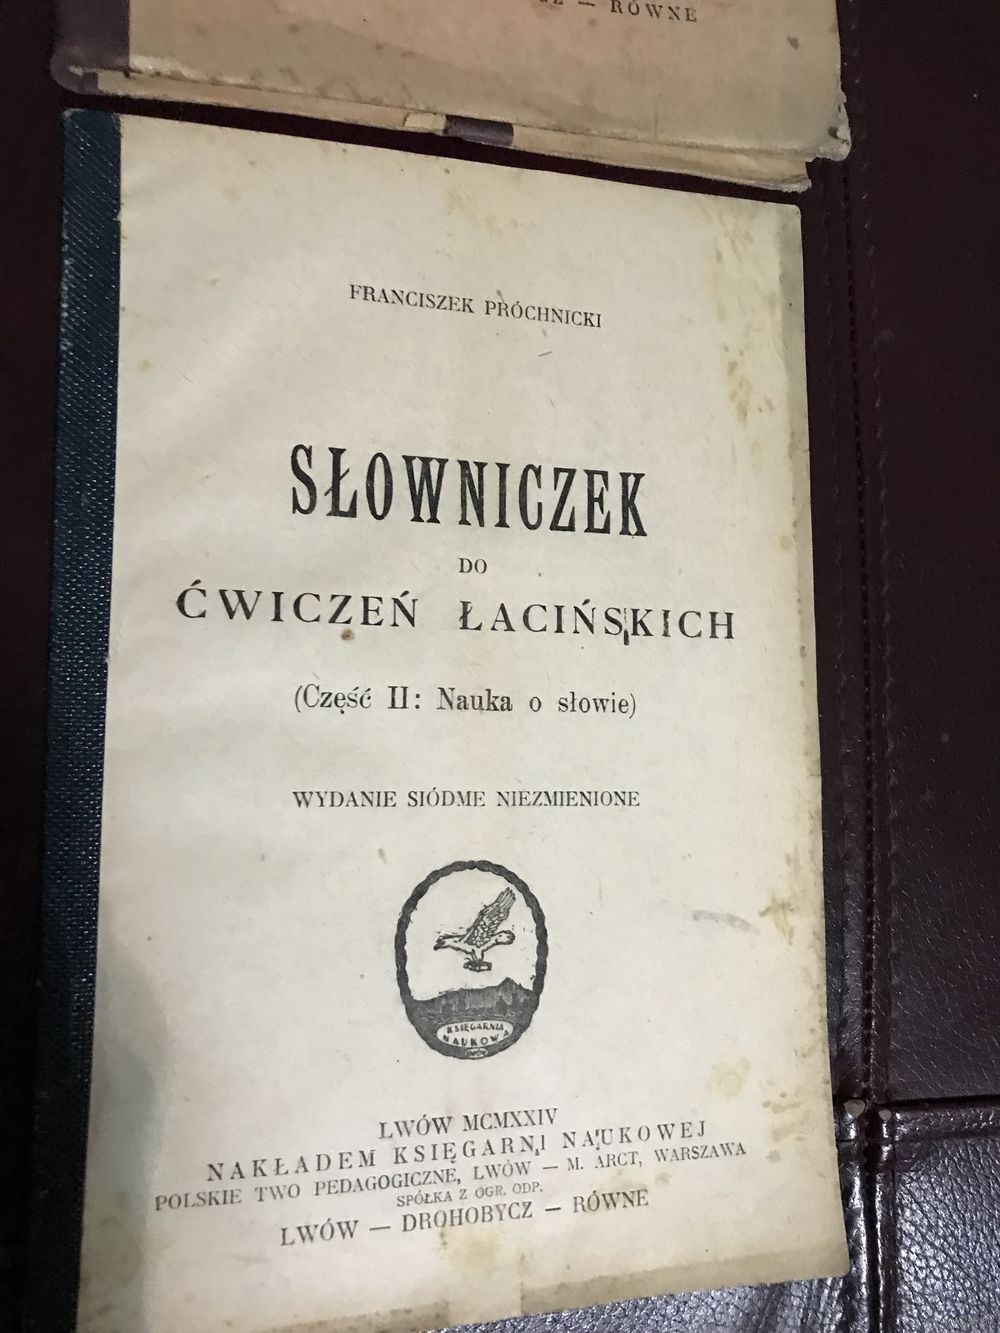 — RÓWNE
FRANCISZEK PRÓCHNICKI
SŁOWNICZEK
DO
ĆWICZEŃ ŁACIŃSKICH
(Część II: Nauka o słowie)
WYDANIE SIÓDME NIEZMIENIONE
KSIĘGARNIA
NAUKOWA
LWÓW MCMXXIV
NAKŁADEM KSIĘGARNI NAUKOWEJ
POLSKIE TWO PEDAGOGICZNE, LWÓW — M. ARCT, WARSZAWA
SPÓŁKA Z OGR. ODP.
LWÓW — DROHOBYCZ — RÓWNE